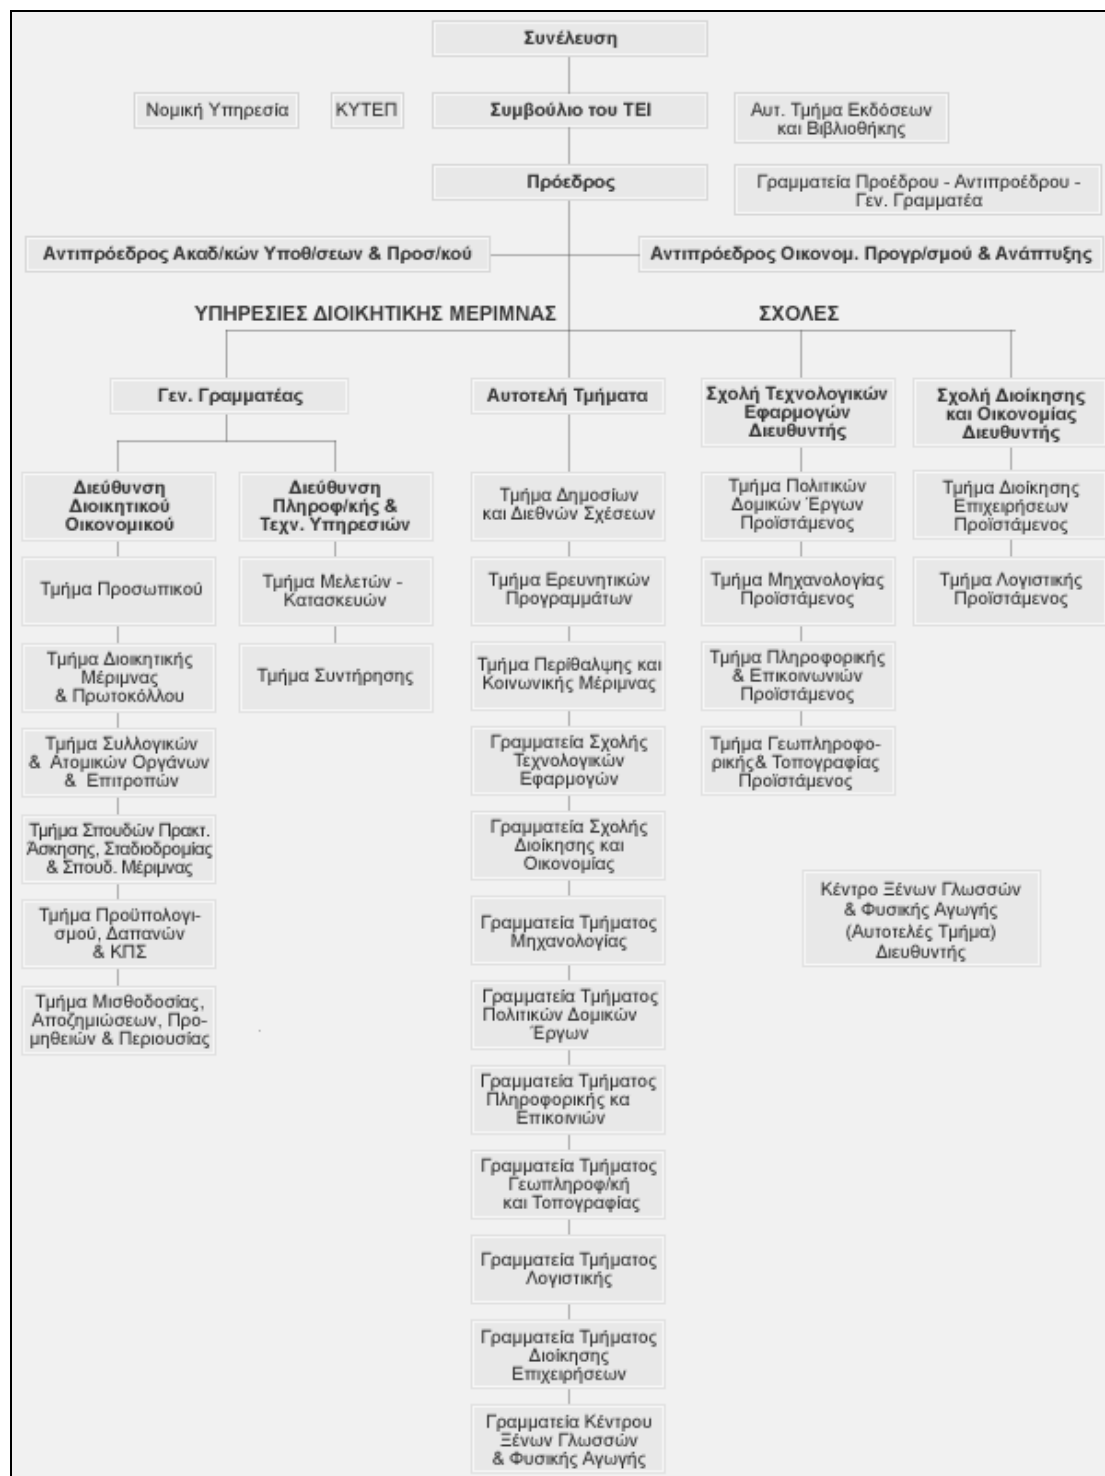 Συνέλευση
Νομική Υπηρεσία
ΚΥΤΕΠ
Συμβούλιο του ΤΕΙ
Αυτ. Τμήμα Εκδόσεων
και Βιβλιοθήκης
Πρόεδρος
Γραμματεία Προέδρου - Αντιπροέδρου -
Γεν. Γραμματέα
Αντιπρόεδρος Ακαδ/κών Υποθ/σεων & Προσ/κού
Αντιπρόεδρος Οικονομ. Προγρ/σμού & Ανάπτυξης
ΥΠΗΡΕΣΙΕΣ ΔΙΟΙΚΗΤΙΚΗΣ ΜΕΡΙΜΝΑΣ
ΣΧΟΛΕΣ
Γεν. Γραμματέας
Διεύθυνση
Διοικητικού
Οικονομικού
Τμήμα Προσωπικού
Τμήμα Διοικητικής
Μέριμνας
& Πρωτοκόλλου
Τμήμα Συλλογικών
& Ατομικών Οργάνων
& Επιτροπών
Τμήμα Σπουδών Πρακτ.
Άσκησης, Σταδιοδρομίας
& Σπουδ. Μέριμνας
Τμήμα Προϋπολογι-
σμού, Δαπανών
& ΚΠΣ
Τμήμα Μισθοδοσίας,
Αποζημιώσεων, Προ-
μηθειών & Περιουσίας
Διεύθυνση
Πληροφ/κής &
Τεχν. Υπηρεσιών
Τμήμα Μελετών -
Κατασκευών
Τμήμα Συντήρησης
Αυτοτελή Τμήματα
Τμήμα Δημοσίων
και Διεθνών Σχέσεων
Τμήμα Ερευνητικών
Προγραμμάτων
Τμήμα Περίθαλψης και
Κοινωνικής Μέριμνας
Γραμματεία Σχολής
Τεχνολογικών
Εφαρμογών
Γραμματεία Σχολής
Διοίκησης και
Οικονομίας
Γραμματεία Τμήματος
Μηχανολογίας
Γραμματεία Τμήματος
Πολιτικών Δομικών
Έργων
Γραμματεία Τμήματος
Πληροφορικής κα
Επικοινιών
Γραμματεία Τμήματος
Γεωπληροφ/κή
και Τοπογραφίας
Γραμματεία Τμήματος
Λογιστικής
Γραμματεία Τμήματος
Διοίκησης
Επιχειρήσεων
Γραμματεία Κέντρου
Ξένων Γλωσσών
& Φυσικής Αγωγής
Σχολή Τεχνολογικών
Εφαρμογών
Διευθυντής
Τμήμα Πολιτικών
Δομικών Έργων
Προϊστάμενος
Τμήμα Μηχανολογίας
Προϊστάμενος
Τμήμα Πληροφορικής
& Επικοινωνιών
Προϊστάμενος
Τμήμα Γεωπληροφο-
ρικής & Τοπογραφίας
Προϊστάμενος
Σχολή Διοίκησης
και Οικονομίας
Διευθυντής
Τμήμα Διοίκησης
Επιχειρήσεων
Προϊστάμενος
Τμήμα Λογιστικής
Προϊστάμενος
Κέντρο Ξένων Γλωσσών
& Φυσικής Αγωγής
(Αυτοτελές Τμήμα)
Διευθυντής